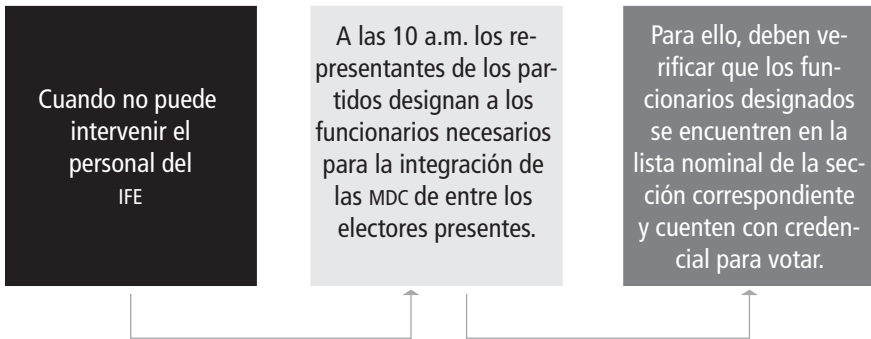 Cuando no puede
intervenir el
personal del
IFE
A las 10 a.m. los re-
presentantes de los par-
tidos designan a los
funcionarios necesarios
para la integración de
las MDC de entre los
electores presentes.
Para ello, deben ve-
rificar que los fun-
cionarios designados
se encuentren en la
lista nominal de la sec-
ción correspondiente
y cuenten con creden-
cial para votar.